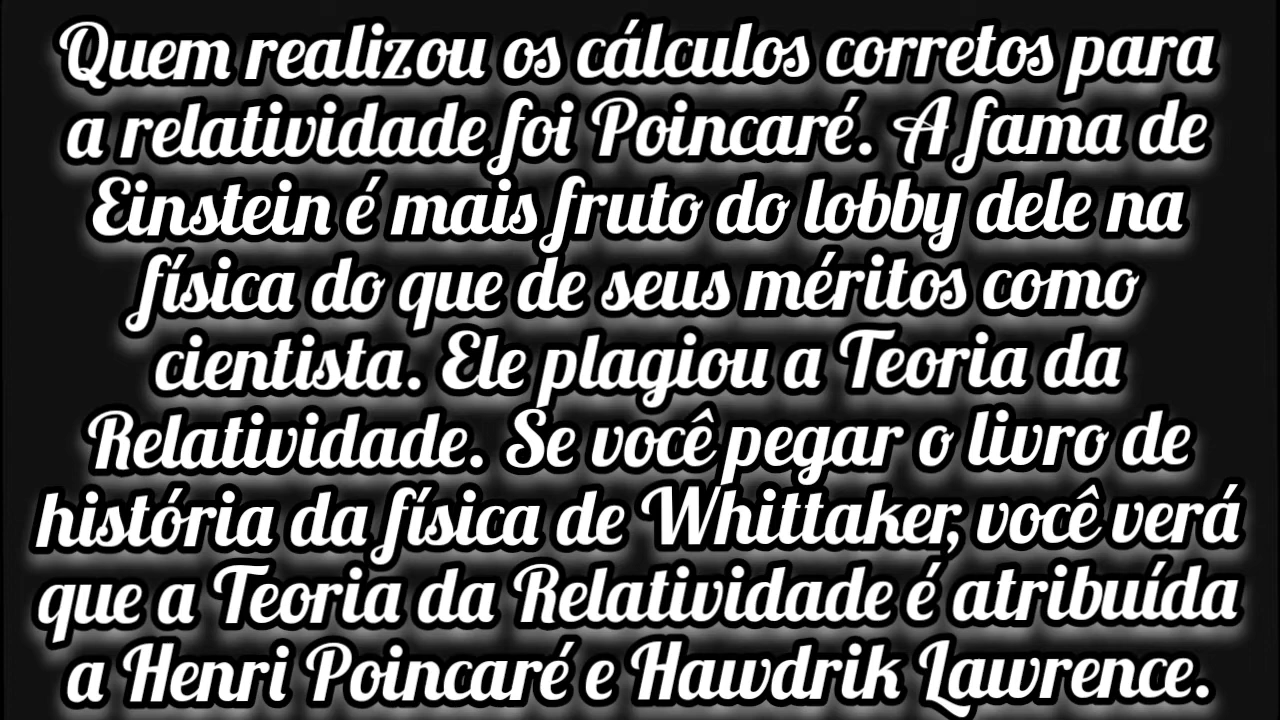 Quem realizou os cálculos corretos para
a relatividade foi Poincaré. A fama de
Einstein é mais fruto do lobby dele na
física do que de seus méritos como
cientista. Ele plagiou a Teoria da
Relatividade. Se você pegar o livro de
história da física de Whittaker, você verá
que a Teoria da Relatividade é atribuída
a Henri Poincaré e Hawdrik Lawrence.